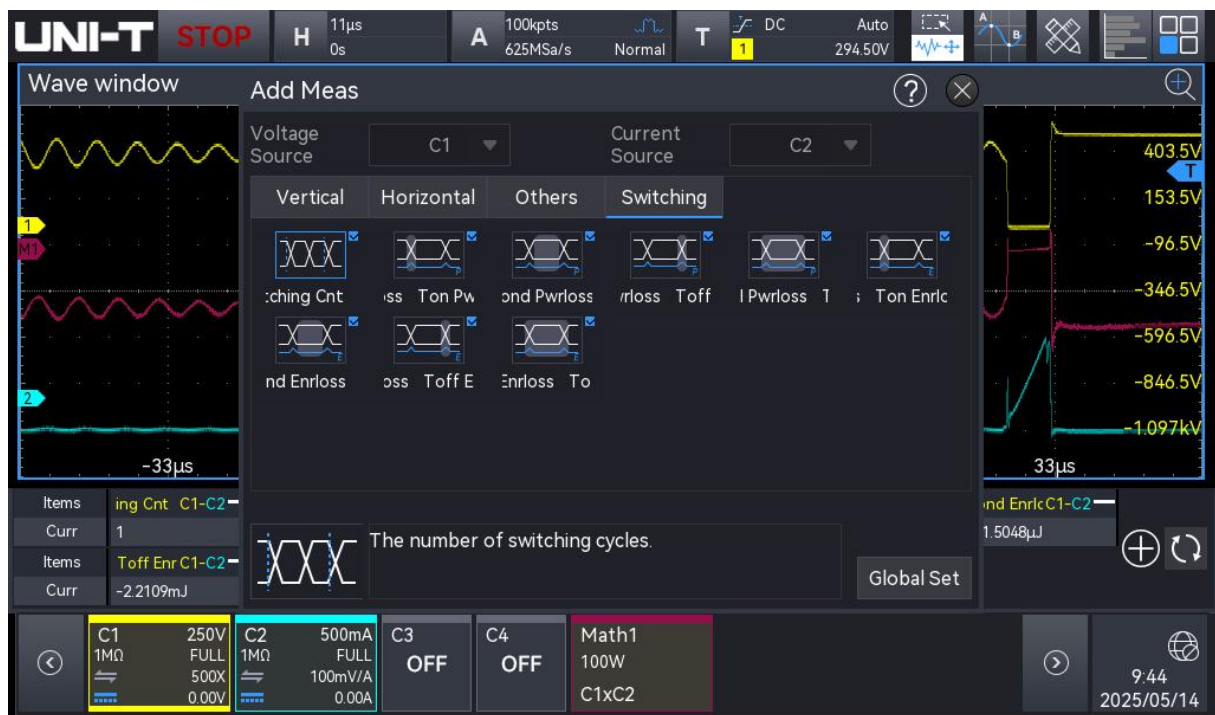 UNI-T STOP H 11µs 0s A 100kpts 625MSa/s Normal T DC 1 Auto 294.50V A B
Wave window
Add Meas ?
Voltage Source C1 Current Source C2
Vertical Horizontal Others Switching
:ching Cnt ss Ton Pw ond Pwrloss rloss Toff l Pwrloss T s Ton Enrlc
nd Enrloss oss Toff E Enrloss To
403.5V
T
153.5V
1
M1
-96.5V
-346.5V
-596.5V
-846.5V
2
-1.097kV
-33µs 33µs
Items ing Cnt C1-C2 ond Enrlc C1-C2
Curr 1 1.5048µJ
The number of switching cycles.
Items Toff Enr C1-C2
Curr -2.2109mJ
Global Set
C1 250V C2 500mA C3 C4 Math1
1MΩ FULL 1MΩ FULL OFF OFF 100W
500X 100mV/A
0.00V 0.00A C1xC2
9:44
2025/05/14